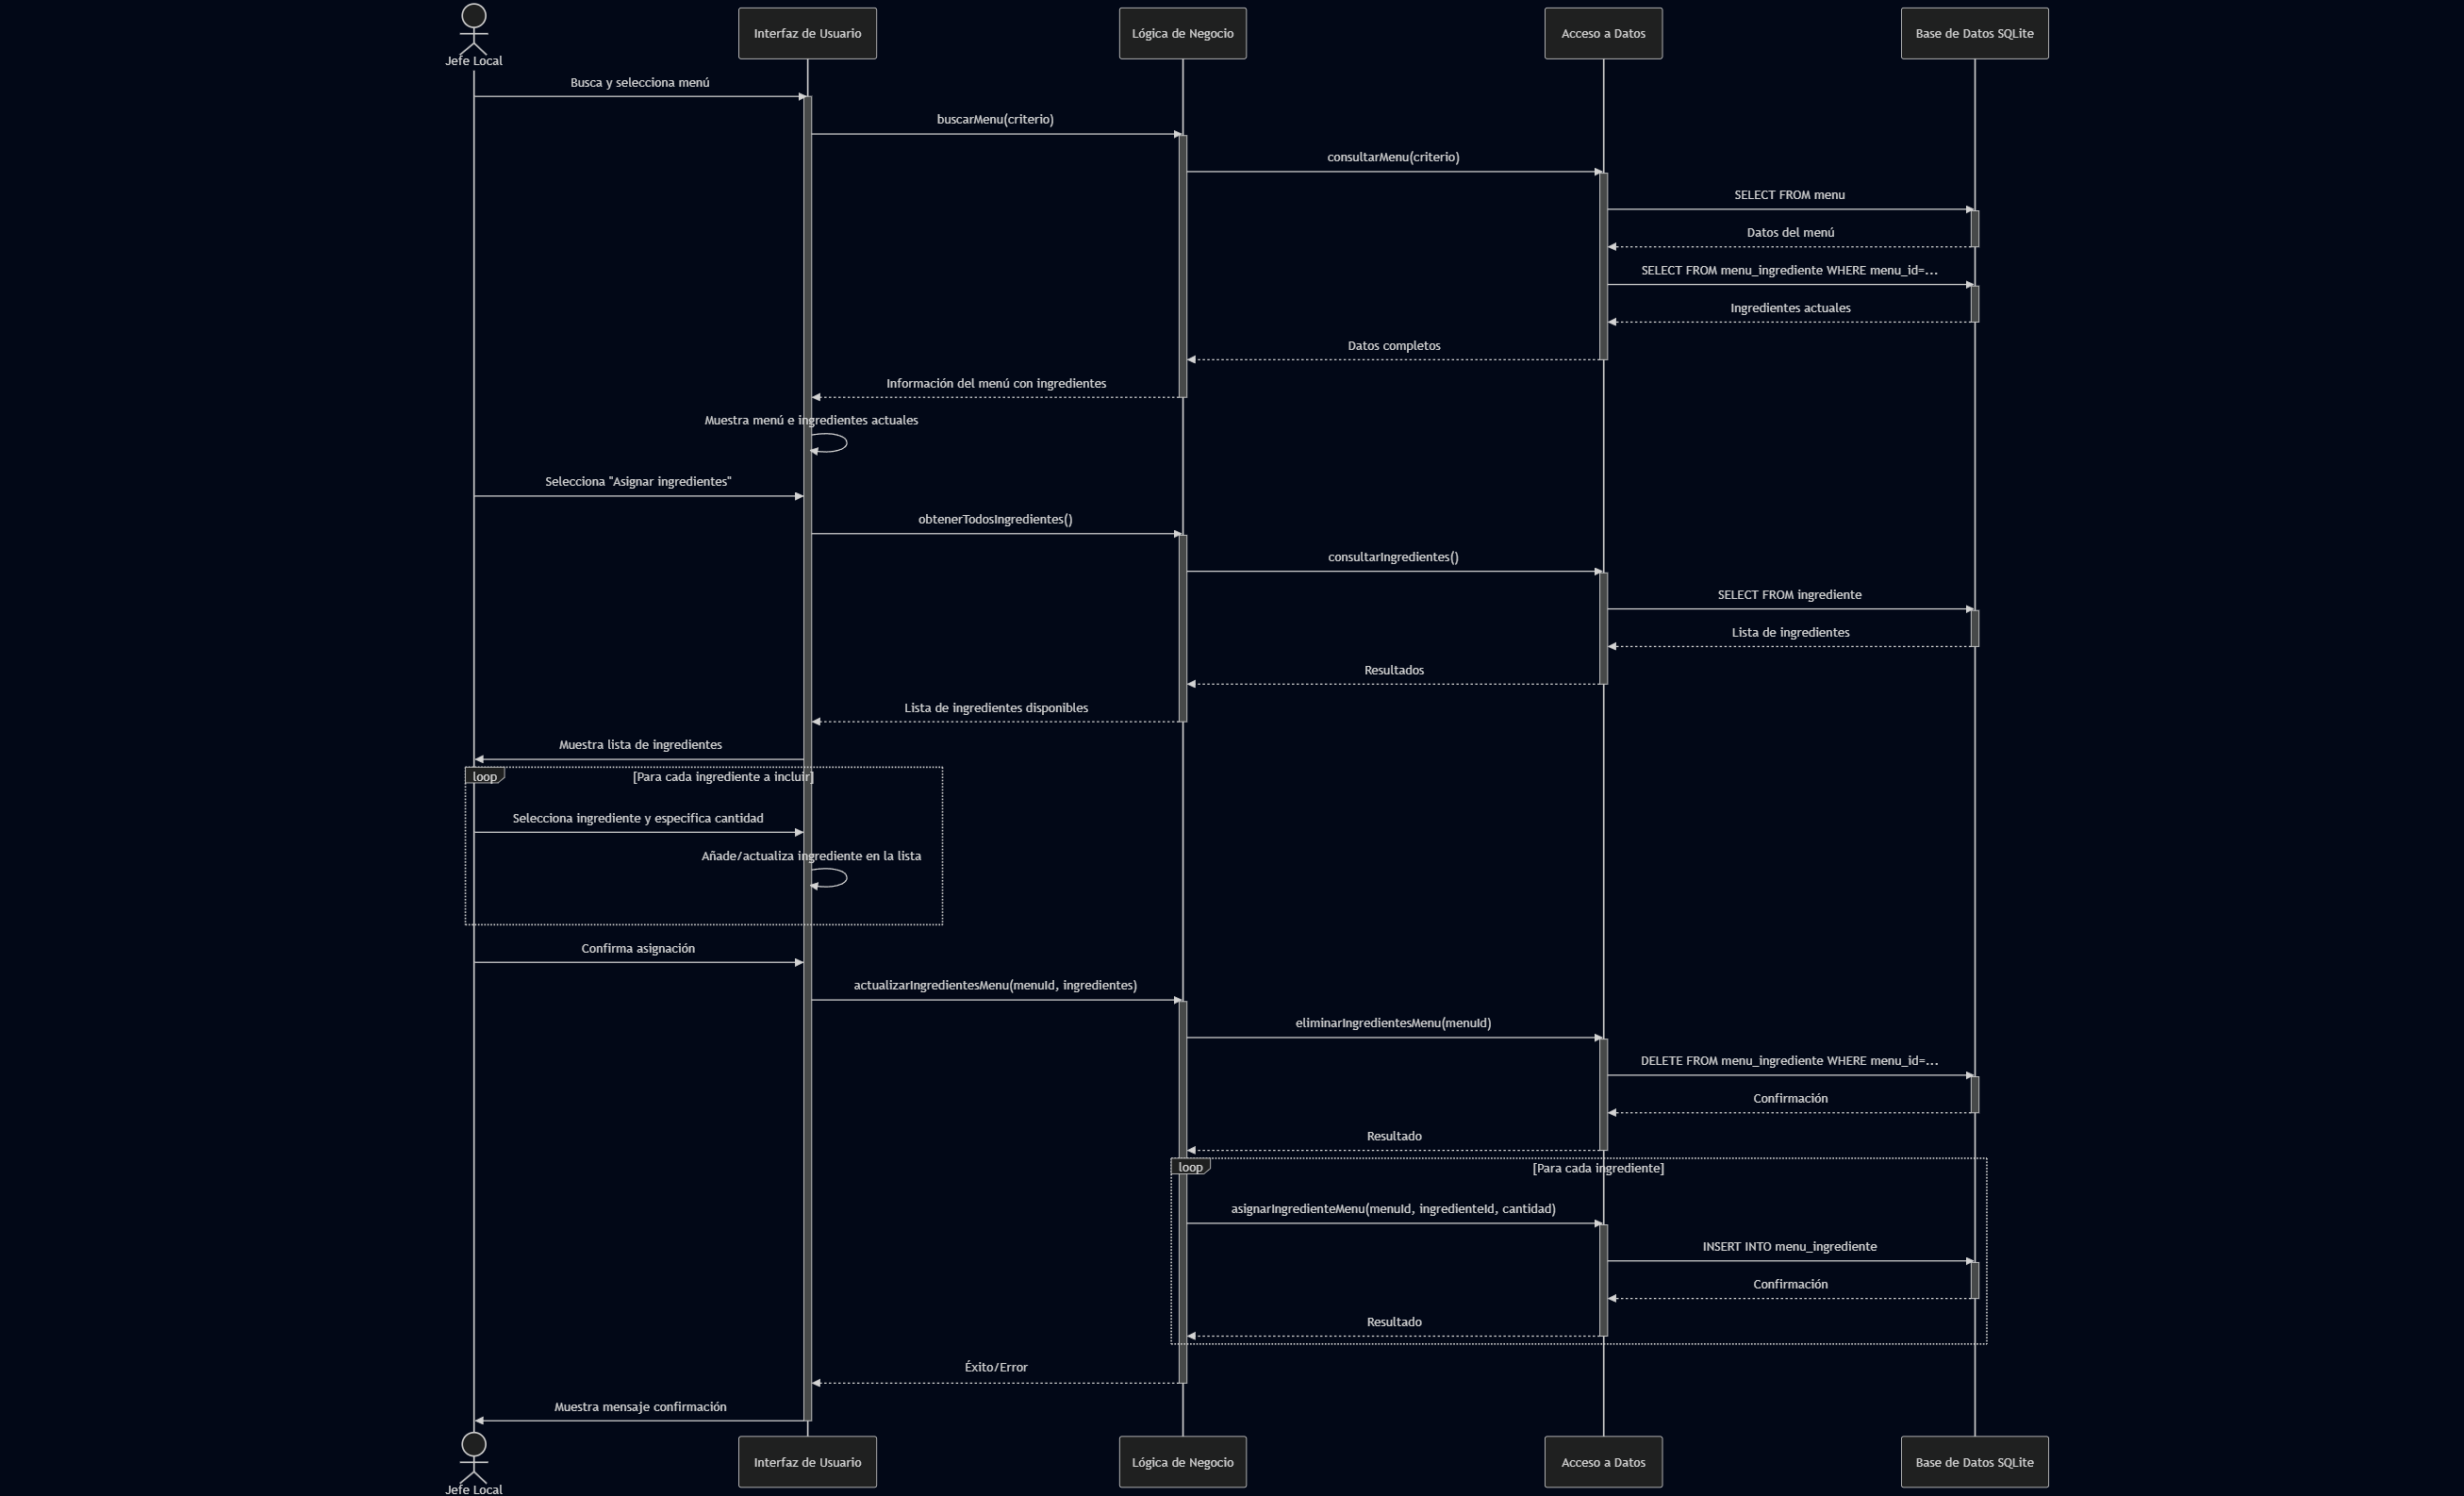 Jefe Local
Interfaz de Usuario
Lógica de Negocio
Acceso a Datos
Base de Datos SQLite
Busca y selecciona menú
buscarMenu(criterio)
consultarMenu(criterio)
SELECT FROM menu
Datos del menú
SELECT FROM menu_ingrediente WHERE menu_id=...
Ingredientes actuales
Datos completos
Información del menú con ingredientes
Muestra menú e ingredientes actuales
Selecciona "Asignar ingredientes"
obtenerTodosIngredientes()
consultarIngredientes()
SELECT FROM ingrediente
Lista de ingredientes
Resultados
Lista de ingredientes disponibles
Muestra lista de ingredientes
loop
[Para cada ingrediente a incluir]
Selecciona ingrediente y especifica cantidad
Añade/actualiza ingrediente en la lista
Confirma asignación
actualizarIngredientesMenu(menuId, ingredientes)
eliminarIngredientesMenu(menuId)
DELETE FROM menu_ingrediente WHERE menu_id=...
Confirmación
Resultado
loop
[Para cada ingrediente]
asignarIngredienteMenu(menuId, ingredienteId, cantidad)
INSERT INTO menu_ingrediente
Confirmación
Resultado
Éxito/Error
Muestra mensaje confirmación
Jefe Local
Interfaz de Usuario
Lógica de Negocio
Acceso a Datos
Base de Datos SQLite